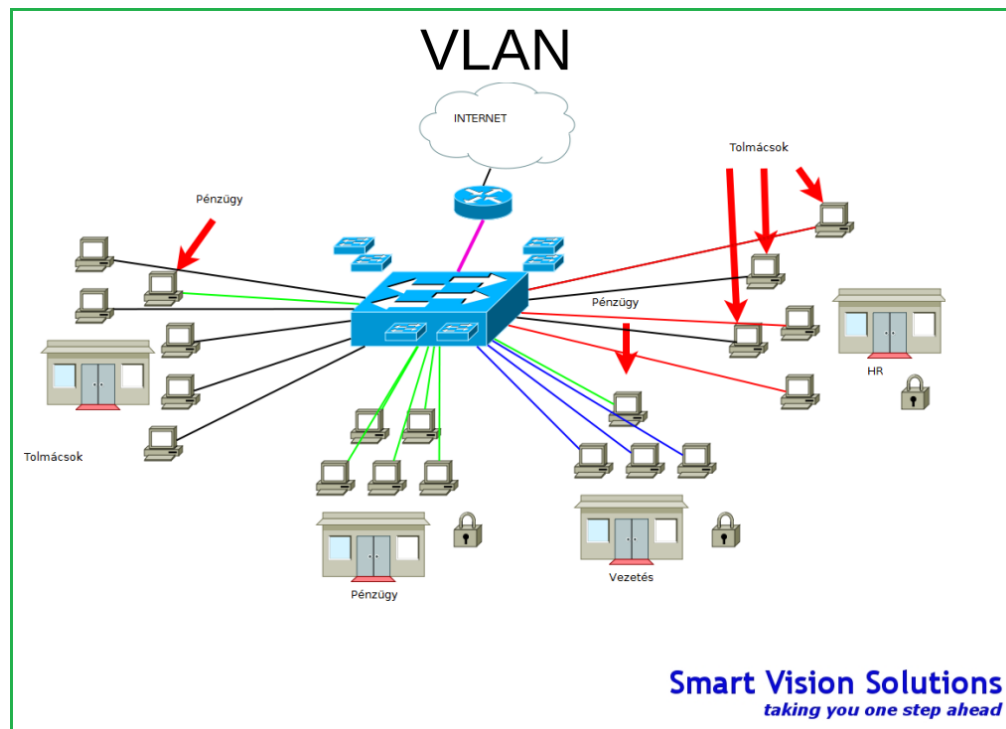 VLAN
INTERNET
Tolmácsok
Pénzügy
Pénzügy
HR
Tolmácsok
Vezetés
Pénzügy
Smart Vision Solutions
taking you one step ahead